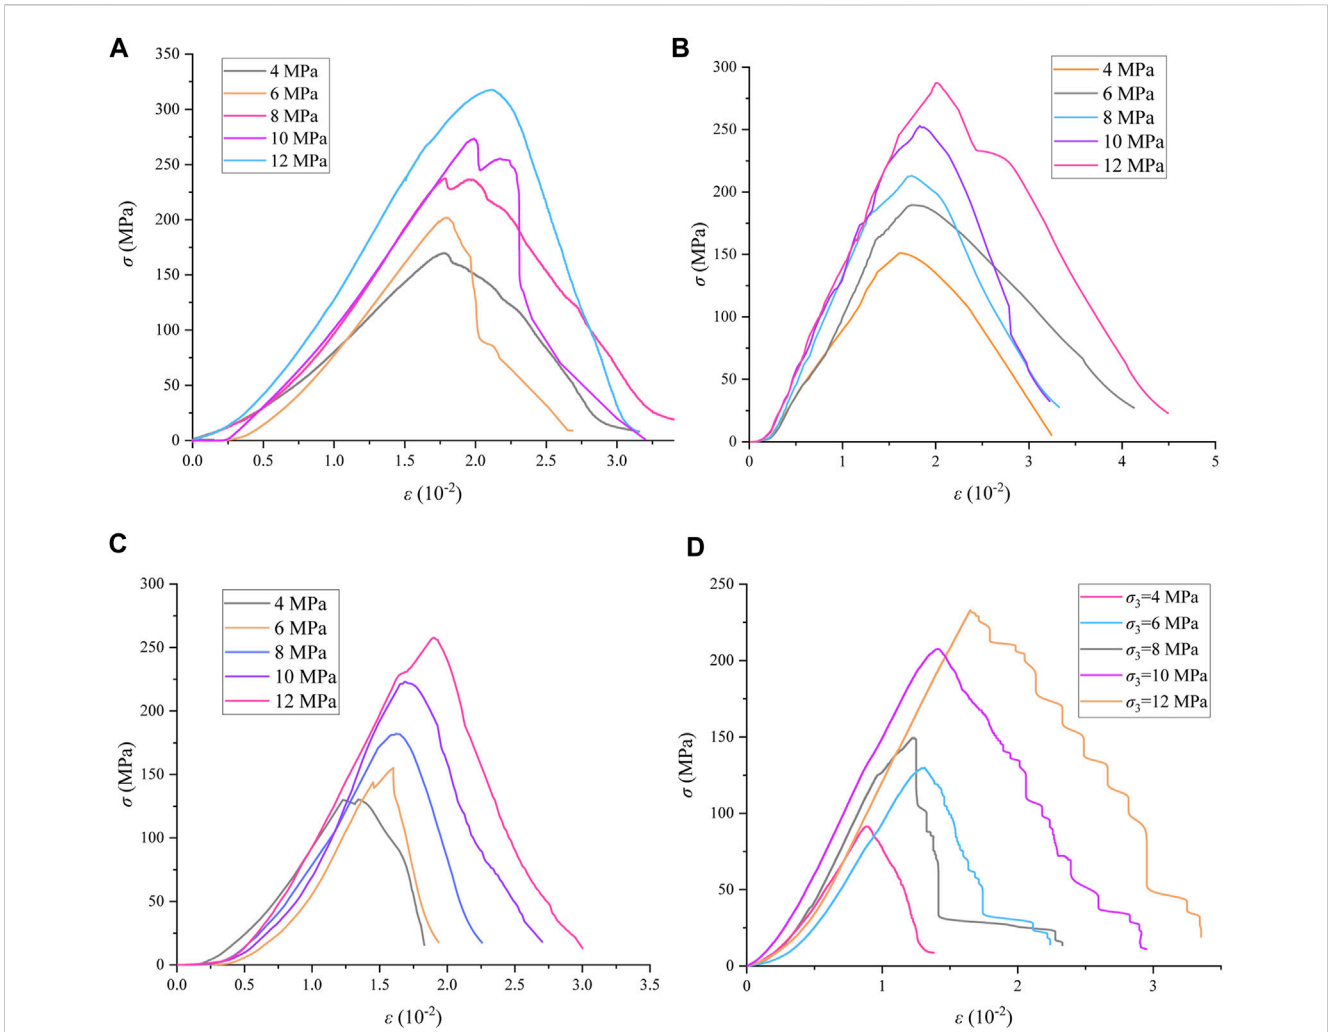 A
350
300
250
200
150
100
50
0
0.0 0.5 1.0 1.5 2.0 2.5 3.0
σ (MPa)
ε (10⁻²)
4 MPa
6 MPa
8 MPa
10 MPa
12 MPa
B
300
250
200
150
100
50
0
0 1 2 3 4 5
σ (MPa)
ε (10⁻²)
4 MPa
6 MPa
8 MPa
10 MPa
12 MPa
C
300
250
200
150
100
50
0
0.0 0.5 1.0 1.5 2.0 2.5 3.0 3.5
σ (MPa)
ε (10⁻²)
4 MPa
6 MPa
8 MPa
10 MPa
12 MPa
D
250
200
150
100
50
0
0 1 2 3
σ (MPa)
ε (10⁻²)
σ₃=4 MPa
σ₃=6 MPa
σ₃=8 MPa
σ₃=10 MPa
σ₃=12 MPa